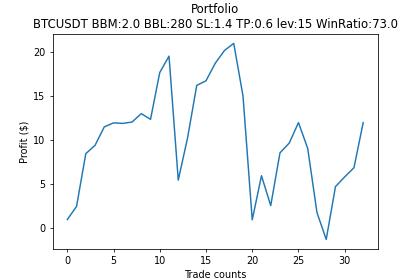 Portfolio
BTCUSDT BBM:2.0 BBL:280 SL:1.4 TP:0.6 lev:15 WinRatio:73.0
20
15
10
5
0
Profit ($)
0 5 10 15 20 25 30
Trade counts